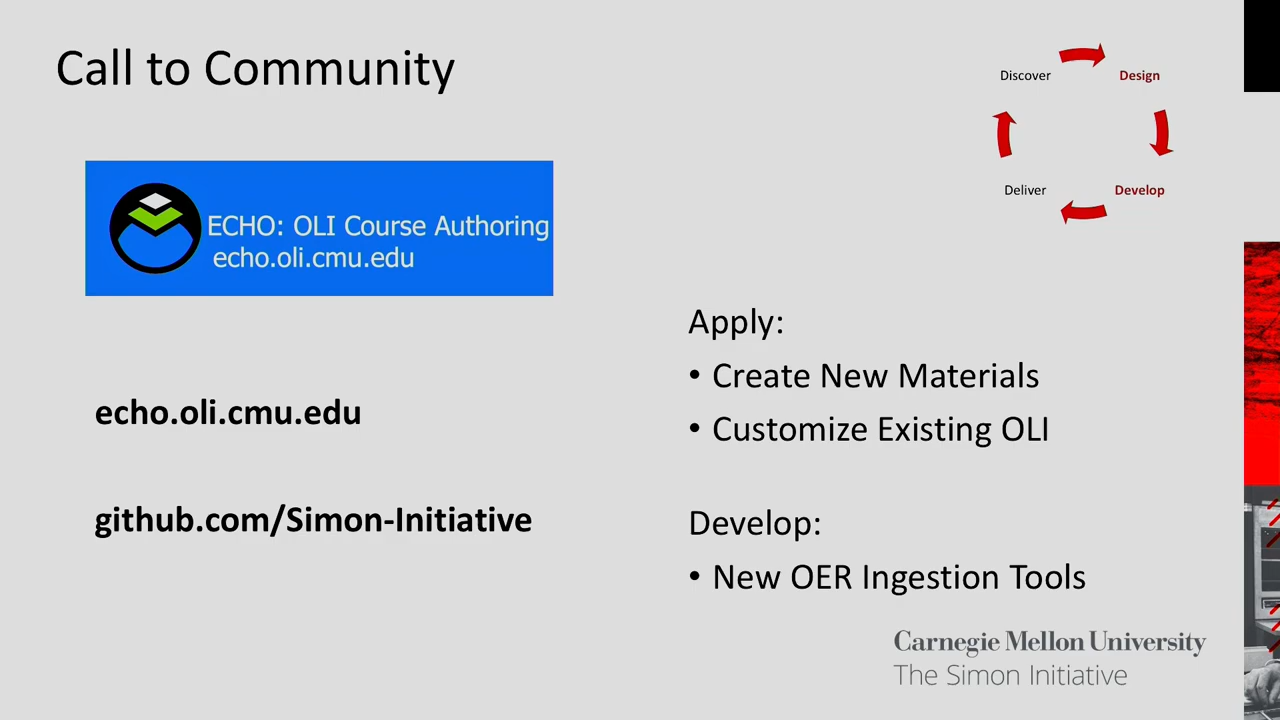 Call to Community
Discover
Design
Deliver
Develop
ECHO: OLI Course Authoring
echo.oli.cmu.edu
echo.oli.cmu.edu
github.com/Simon-Initiative
Apply:
• Create New Materials
• Customize Existing OLI
Develop:
• New OER Ingestion Tools
Carnegie Mellon University
The Simon Initiative